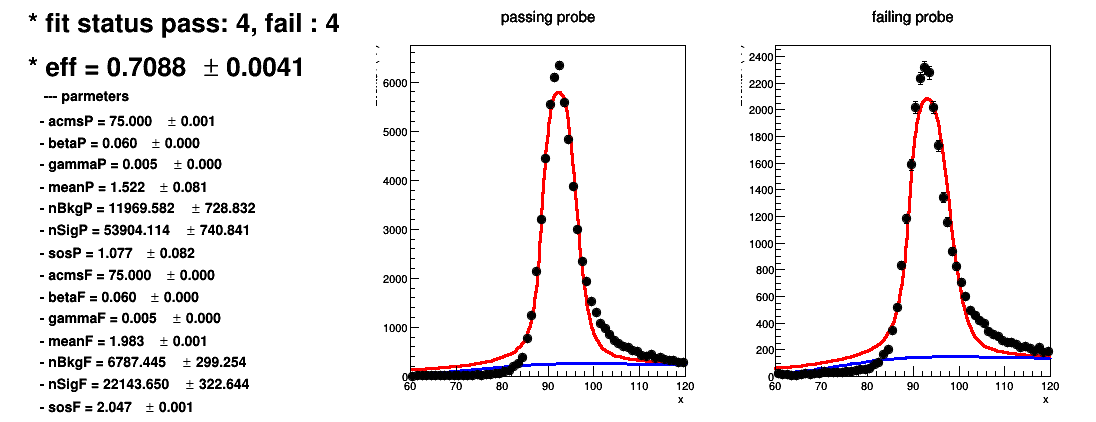 * fit status pass: 4, fail : 4
* eff = 0.7088 ± 0.0041
--- parmeters
- acmsP = 75.000 ± 0.001
- betaP = 0.060 ± 0.000
- gammaP = 0.005 ± 0.000
- meanP = 1.522 ± 0.081
- nBkgP = 11969.582 ± 728.832
- nSigP = 53904.114 ± 740.841
- sosP = 1.077 ± 0.082
- acmsF = 75.000 ± 0.000
- betaF = 0.060 ± 0.000
- gammaF = 0.005 ± 0.000
- meanF = 1.983 ± 0.001
- nBkgF = 6787.445 ± 299.254
- nSigF = 22143.650 ± 322.644
- sosF = 2.047 ± 0.001
passing probe
6000
5000
4000
3000
2000
1000
0
60 70 80 90 100 110 120
x
failing probe
2400
2200
2000
1800
1600
1400
1200
1000
800
600
400
200
0
60 70 80 90 100 110 120
x